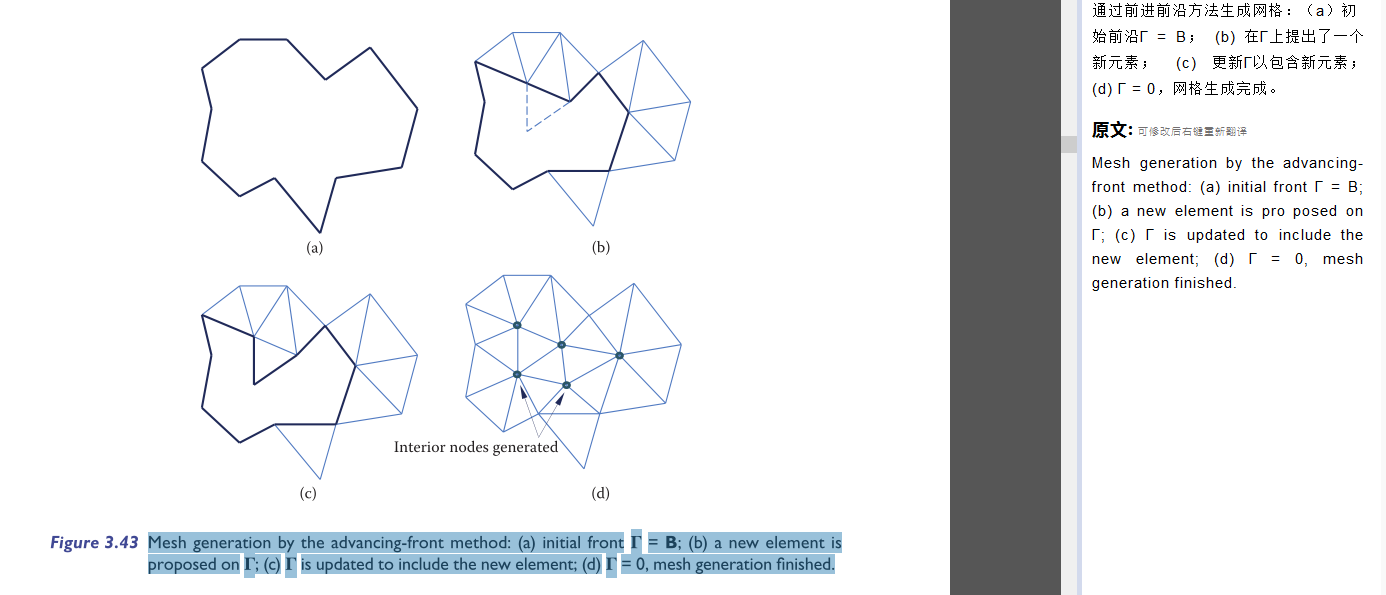 (a)
(b)
Interior nodes generated
(c)
(d)
Figure 3.43 Mesh generation by the advancing-front method: (a) initial front Γ = B; (b) a new element is
proposed on Γ; (c) Γ is updated to include the new element; (d) Γ = 0, mesh generation finished.
通过前进前沿方法生成网格：（a）初
始前沿Γ = B； (b) 在Γ上提出了一个
新元素； (c) 更新Γ以包含新元素；
(d) Γ = 0，网格生成完成。
原文: 可修改后右键重新翻译
Mesh generation by the advancing-
front method: (a) initial front Γ = B;
(b) a new element is pro posed on
Γ; (c) Γ is updated to include the
new element; (d) Γ = 0, mesh
generation finished.